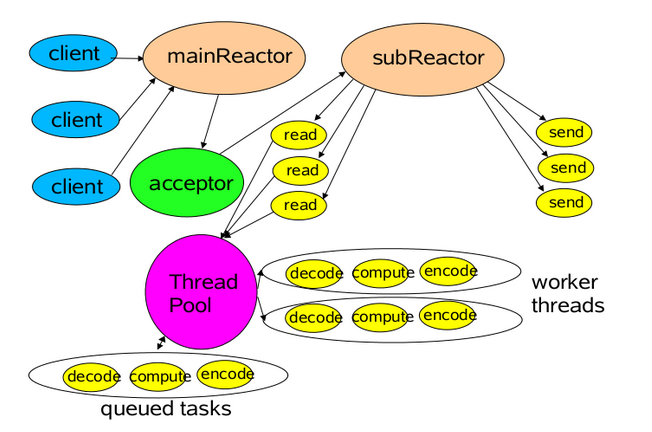 client
mainReactor
subReactor
client
read
send
client
acceptor
read
send
read
send
Thread
Pool
decode compute encode
worker
threads
decode compute encode
decode compute encode
queued tasks